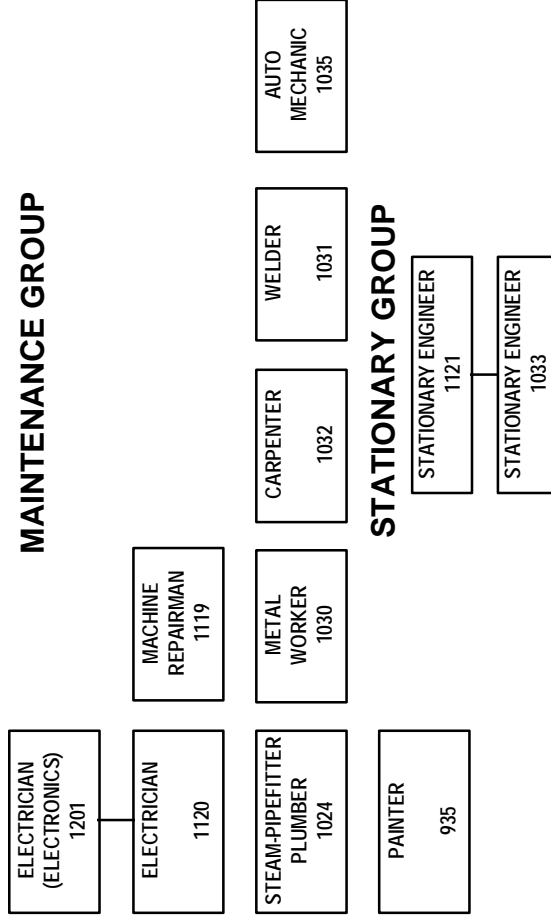 MAINTENANCE GROUP
ELECTRICIAN
(ELECTRONICS)
1201
ELECTRICIAN
1120
MACHINE
REPAIRMAN
1119
STEAM-PIPEFITTER
PLUMBER
1024
METAL
WORKER
1030
CARPENTER
1032
WELDER
1031
AUTO
MECHANIC
1035
PAINTER
935
STATIONARY GROUP
STATIONARY ENGINEER
1121
STATIONARY ENGINEER
1033